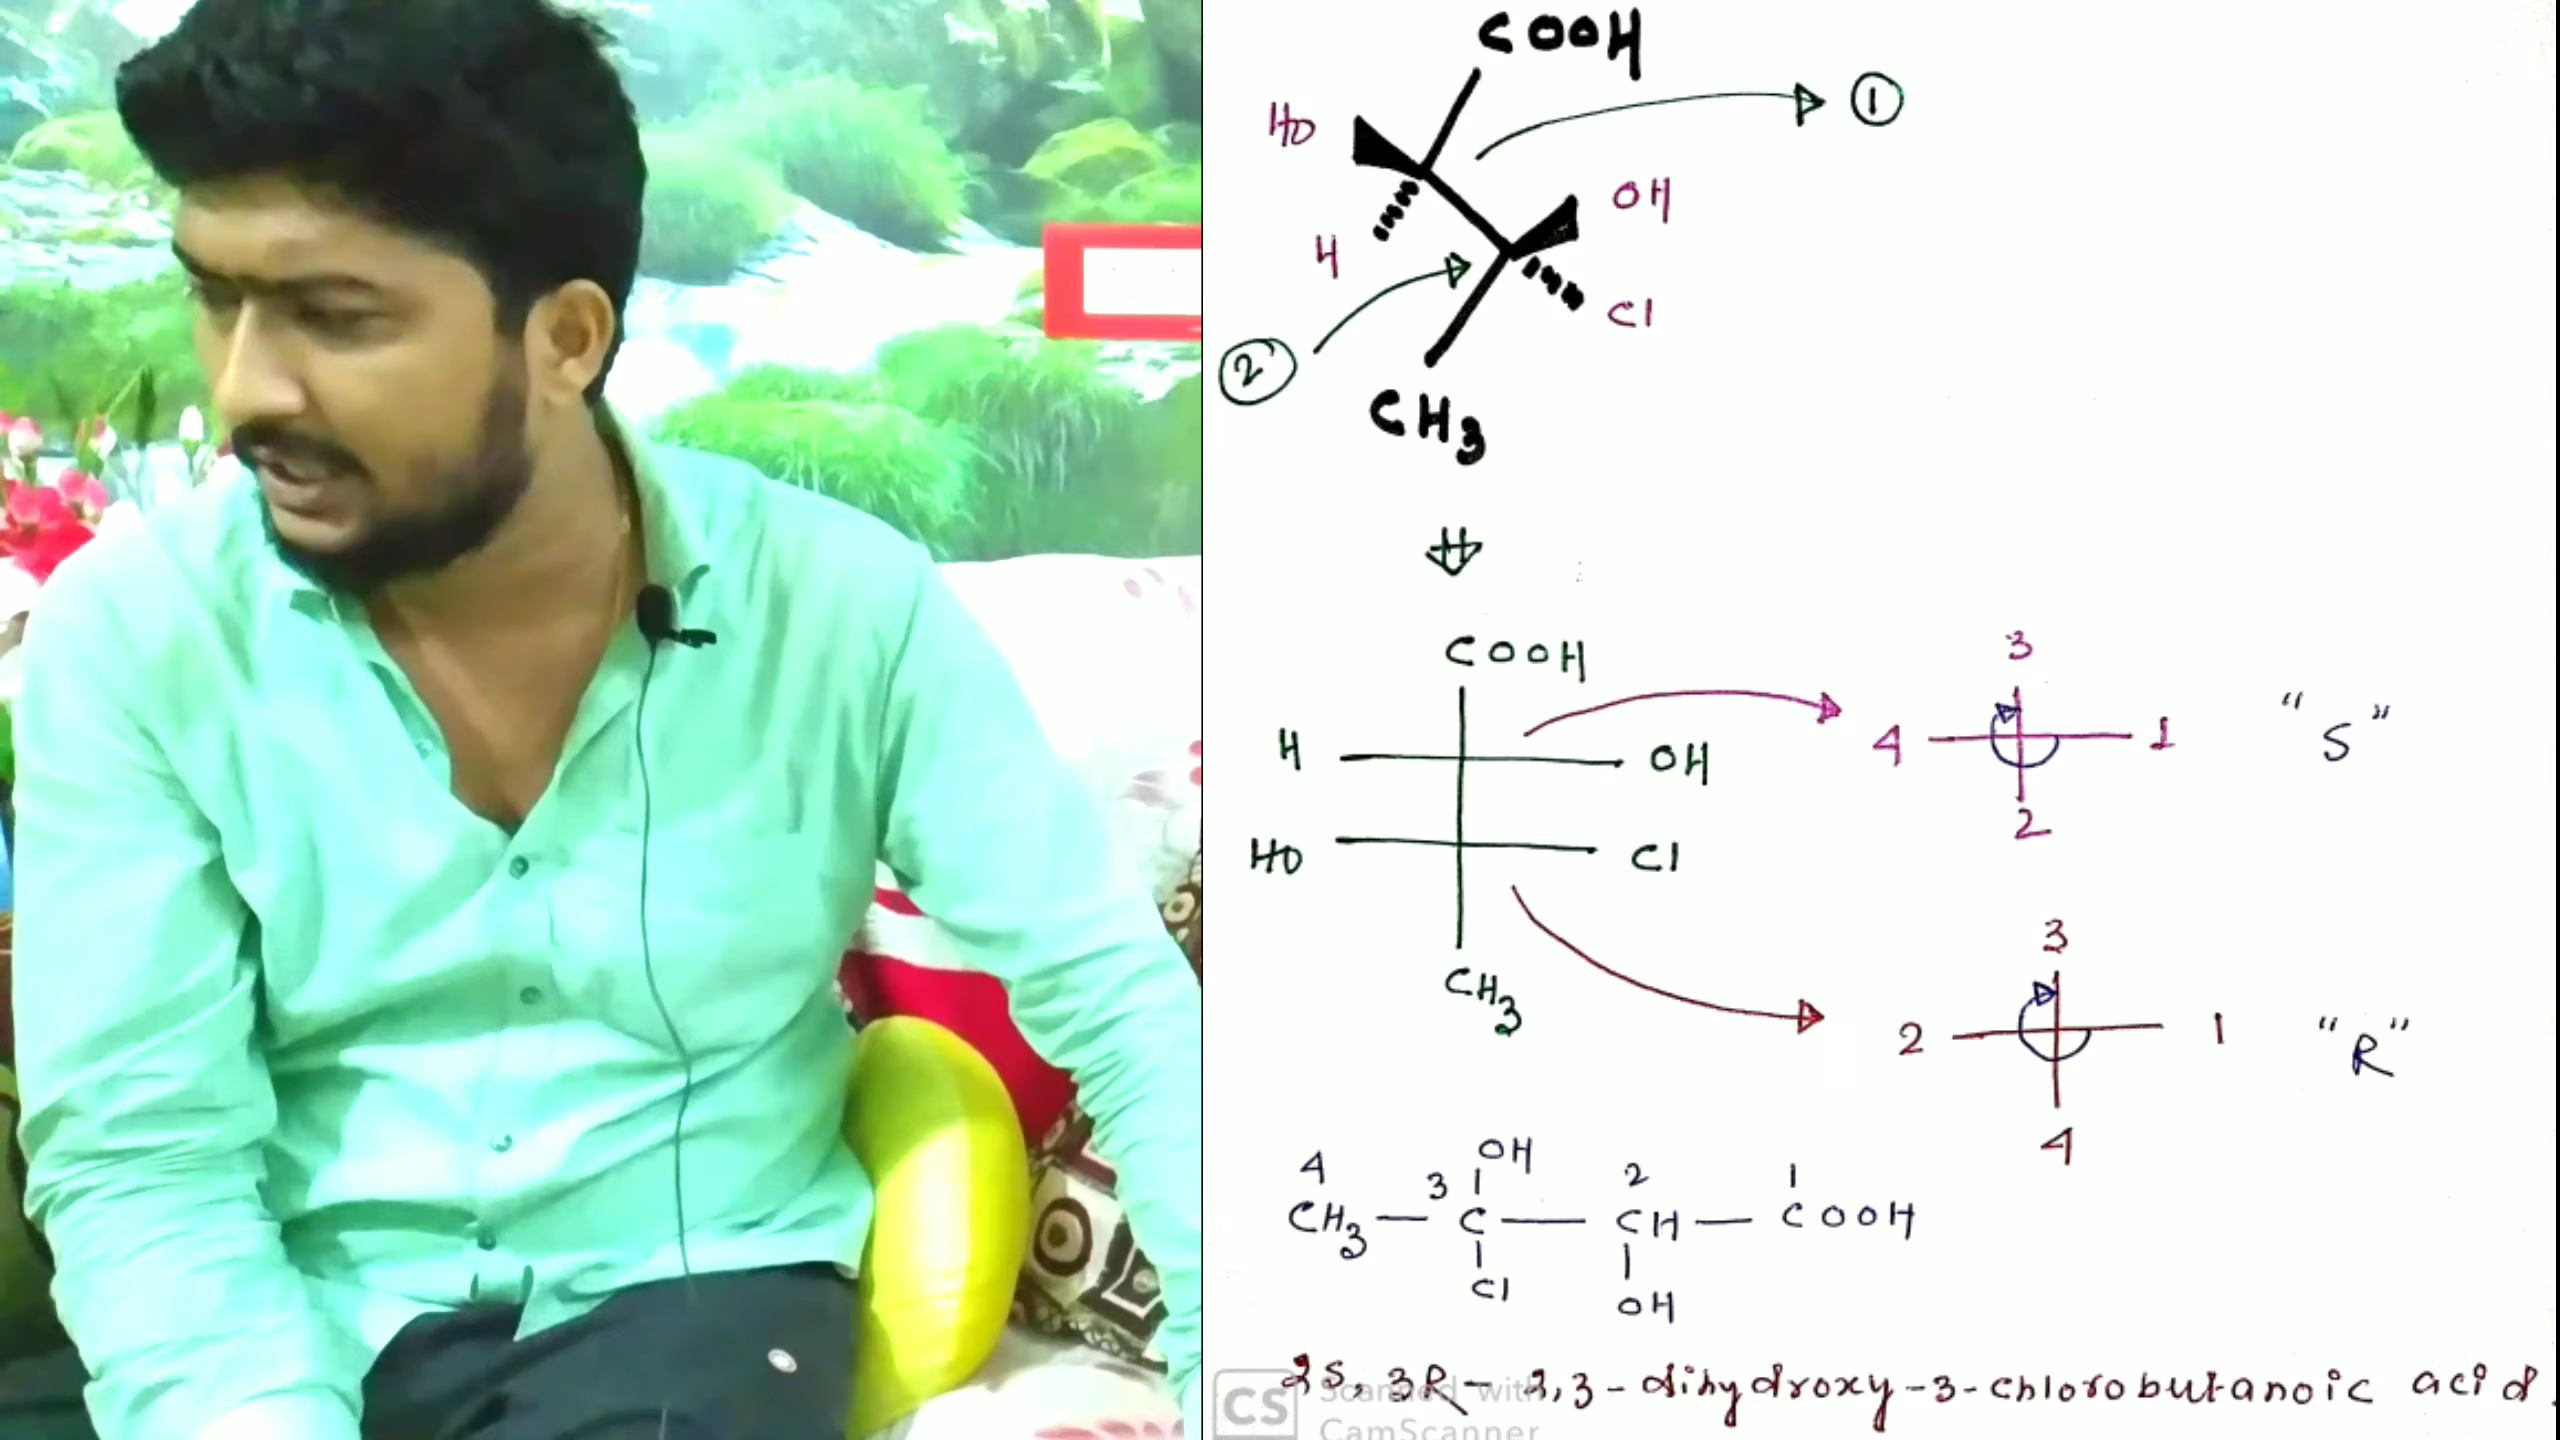 COOH
HO
①
OH
H
Cl
②
CH3
COOH
3
H
OH
4
1
"S"
2
HO
Cl
3
CH3
2
1
"R"
4
4
3
OH
2
1
CH3 — C — CH — COOH
Cl
OH
2S, 3R - 2,3-dihydroxy-3-chlorobutanoic acid.
CS Scanned with
CamScanner